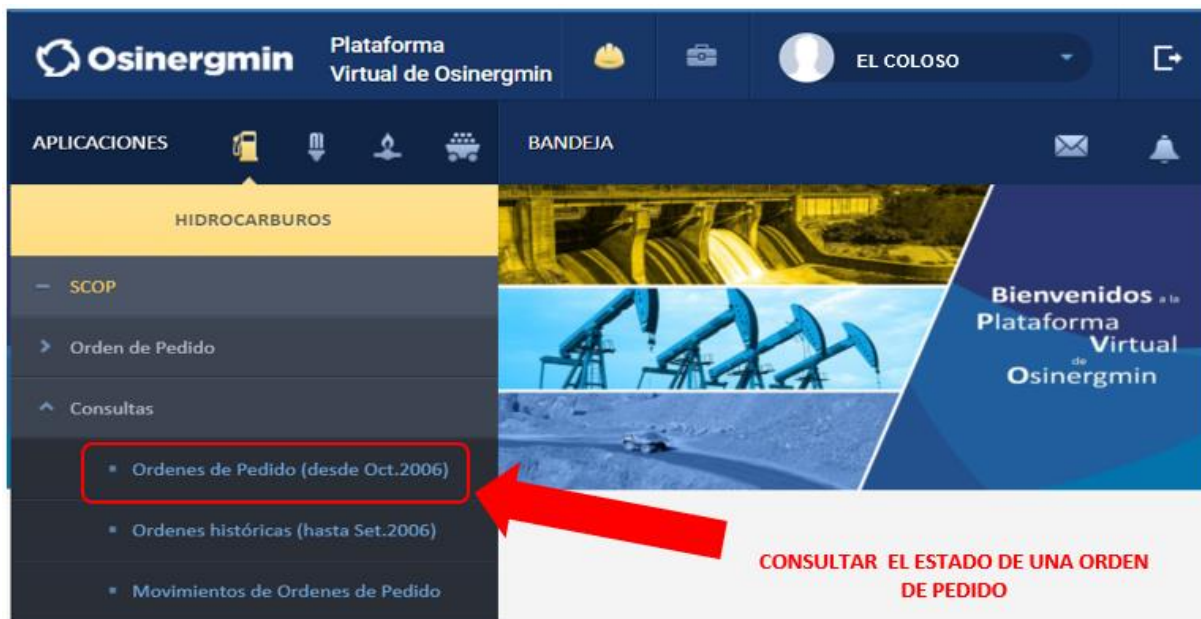 Osinergmin
Plataforma
Virtual de Osinergmin
EL COLOSO
APLICACIONES
BANDEJA
HIDROCARBUROS
SCOP
Orden de Pedido
Consultas
Ordenes de Pedido (desde Oct.2006)
Ordenes históricas (hasta Set.2006)
Movimientos de Ordenes de Pedido
Bienvenidos a la
Plataforma
Virtual
de
Osinergmin
CONSULTAR EL ESTADO DE UNA ORDEN
DE PEDIDO